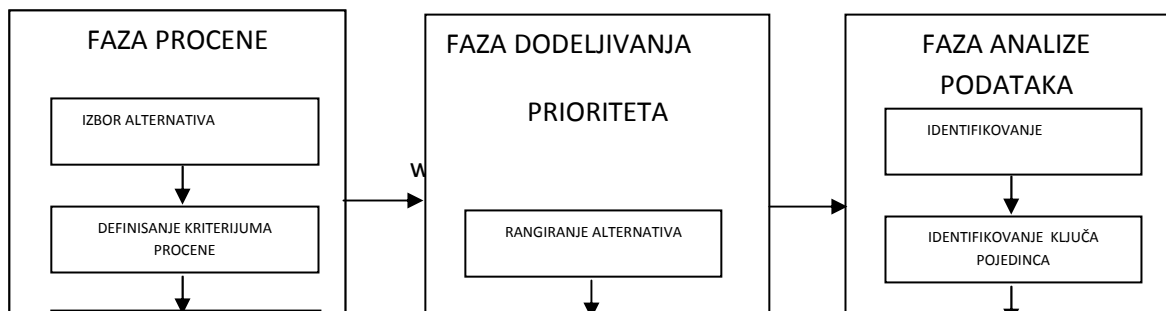 FAZA PROCENE
IZBOR ALTERNATIVA
DEFINISANJE KRITERIJUMA
PROCENE
W
FAZA DODELJIVANJA
PRIORITETA
RANGIRANJE ALTERNATIVA
FAZA ANALIZE
PODATAKA
IDENTIFIKOVANJE
IDENTIFIKOVANJE KLJUČA
POJEDINCA